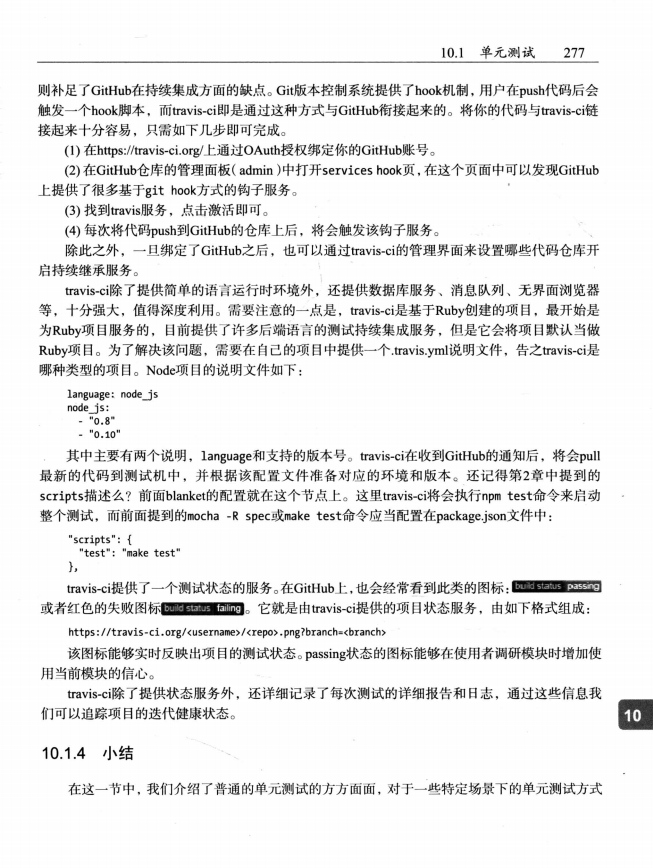 10.1 单元测试 277
则补足了GitHub在持续集成方面的缺点。Git版本控制系统提供了hook机制，用户在push代码后会
触发一个hook脚本，而travis-ci即是通过这种方式与GitHub衔接起来的。将你的代码与travis-ci链
接起来十分容易，只需如下几步即可完成。
(1) 在https://travis-ci.org/上通过OAuth授权绑定你的GitHub账号。
(2) 在GitHub仓库的管理面板（admin）中打开services hook页，在这个页面中可以发现GitHub
上提供了很多基于git hook方式的钩子服务。
(3) 找到travis服务，点击激活即可。
(4) 每次将代码push到GitHub的仓库上后，将会触发该钩子服务。
除此之外，一旦绑定了GitHub之后，也可以通过travis-ci的管理界面来设置哪些代码仓库开
启持续继承服务。
travis-ci除了提供简单的语言运行时环境外，还提供数据库服务、消息队列、无界面浏览器
等，十分强大，值得深度利用。需要注意的一点是，travis-ci是基于Ruby创建的项目，最开始是
为Ruby项目服务的，目前提供了许多后端语言的测试持续集成服务，但是它会将项目默认当做
Ruby项目。为了解决该问题，需要在自己的项目中提供一个.travis.yml说明文件，告之travis-ci是
哪种类型的项目。Node项目的说明文件如下：
language: node_js
node_js:
- "0.8"
- "0.10"
其中主要有两个说明，language和支持的版本号。travis-ci在收到GitHub的通知后，将会pull
最新的代码到测试机中，并根据该配置文件准备对应的环境和版本。还记得第2章中提到的
scripts描述么？前面blanket的配置就在这个节点上。这里travis-ci将会执行npm test命令来启动
整个测试，而前面提到的mocha -R spec或make test命令应当配置在package.json文件中：
"scripts": {
"test": "make test"
},
travis-ci提供了一个测试状态的服务。在GitHub上，也会经常看到此类的图标：build status passing
或者红色的失败图标build status failing。它就是由travis-ci提供的项目状态服务，由如下格式组成：
https://travis-ci.org/<username>/<repo>.png?branch=<branch>
该图标能够实时反映出项目的测试状态。passing状态的图标能够在使用者调研模块时增加使
用当前模块的信心。
travis-ci除了提供状态服务外，还详细记录了每次测试的详细报告和日志，通过这些信息我
们可以追踪项目的迭代健康状态。
10
10.1.4 小结
在这一节中，我们介绍了普通的单元测试的方方面面，对于一些特定场景下的单元测试方式